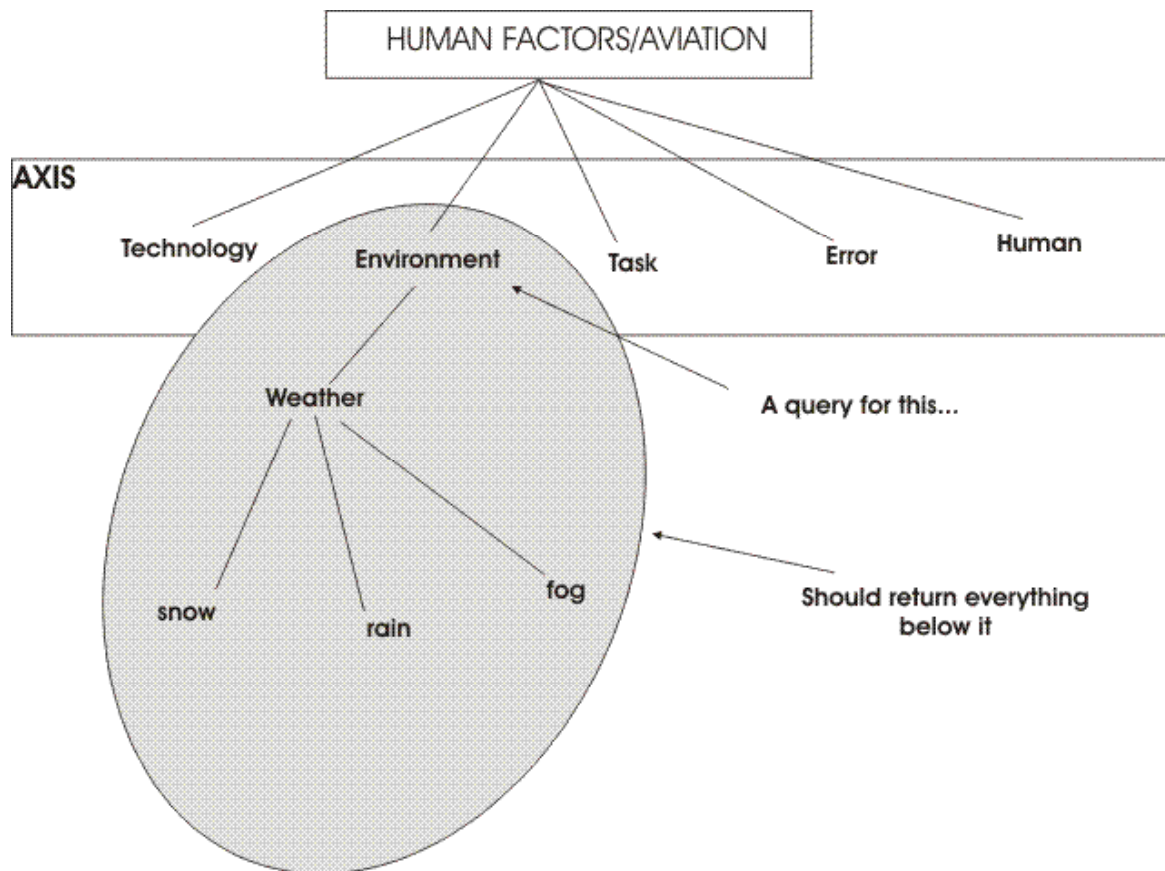 HUMAN FACTORS/AVIATION
AXIS
Technology
Environment
Task
Error
Human
Weather
A query for this...
snow
rain
fog
Should return everything
below it